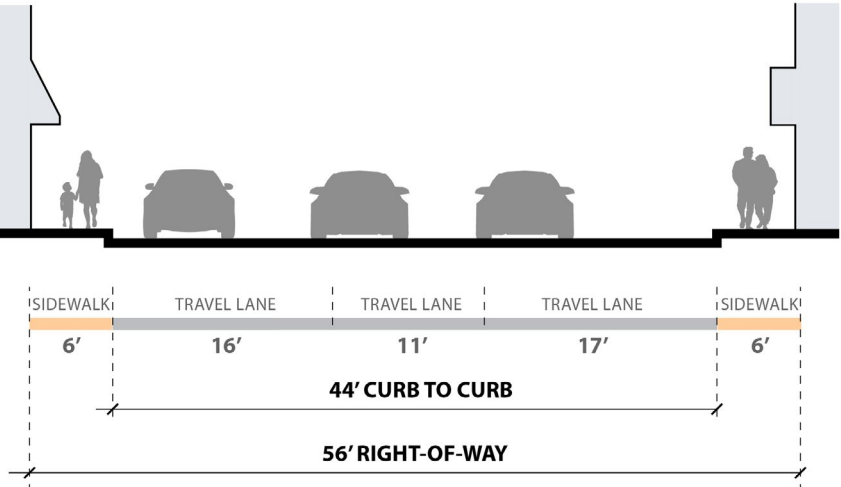 SIDEWALK TRAVEL LANE TRAVEL LANE TRAVEL LANE SIDEWALK
6’ 16’ 11’ 17’ 6’
44’ CURB TO CURB
56’ RIGHT-OF-WAY